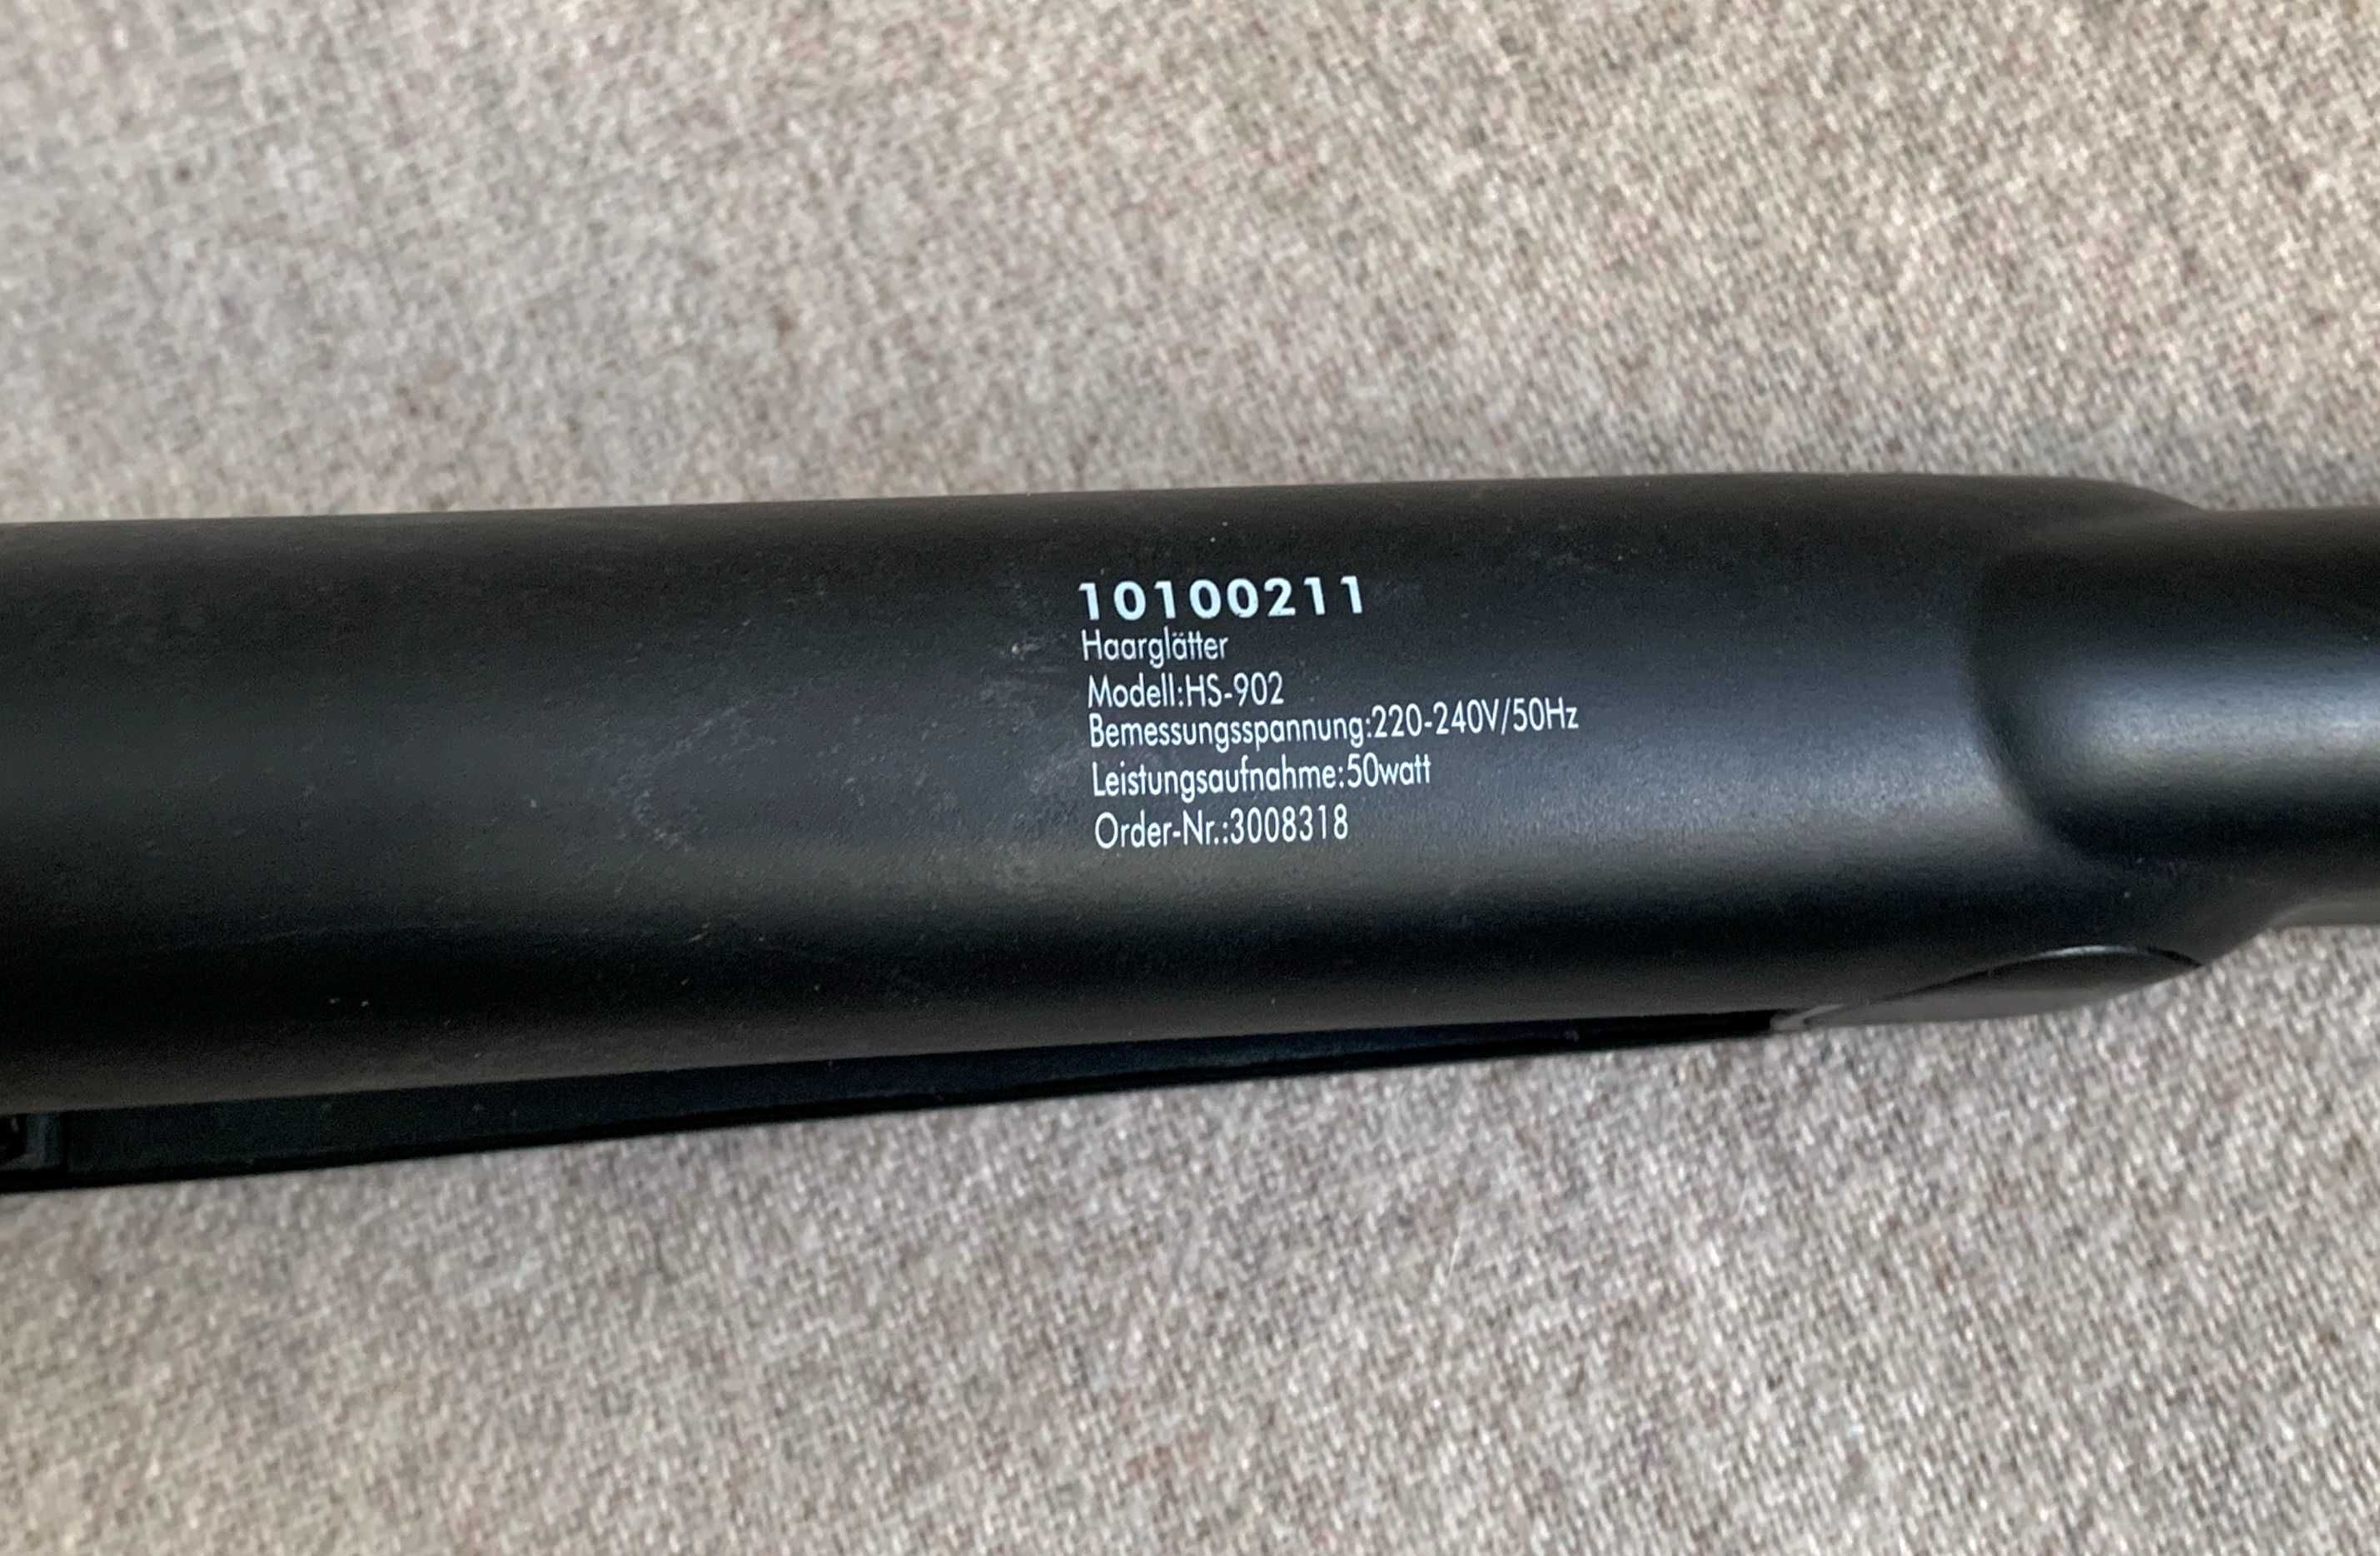 10100211
Haarglätter
Modell:HS-902
Bemessungsspannung:220-240V/50Hz
Leistungsaufnahme:50watt
Order-Nr.:3008318